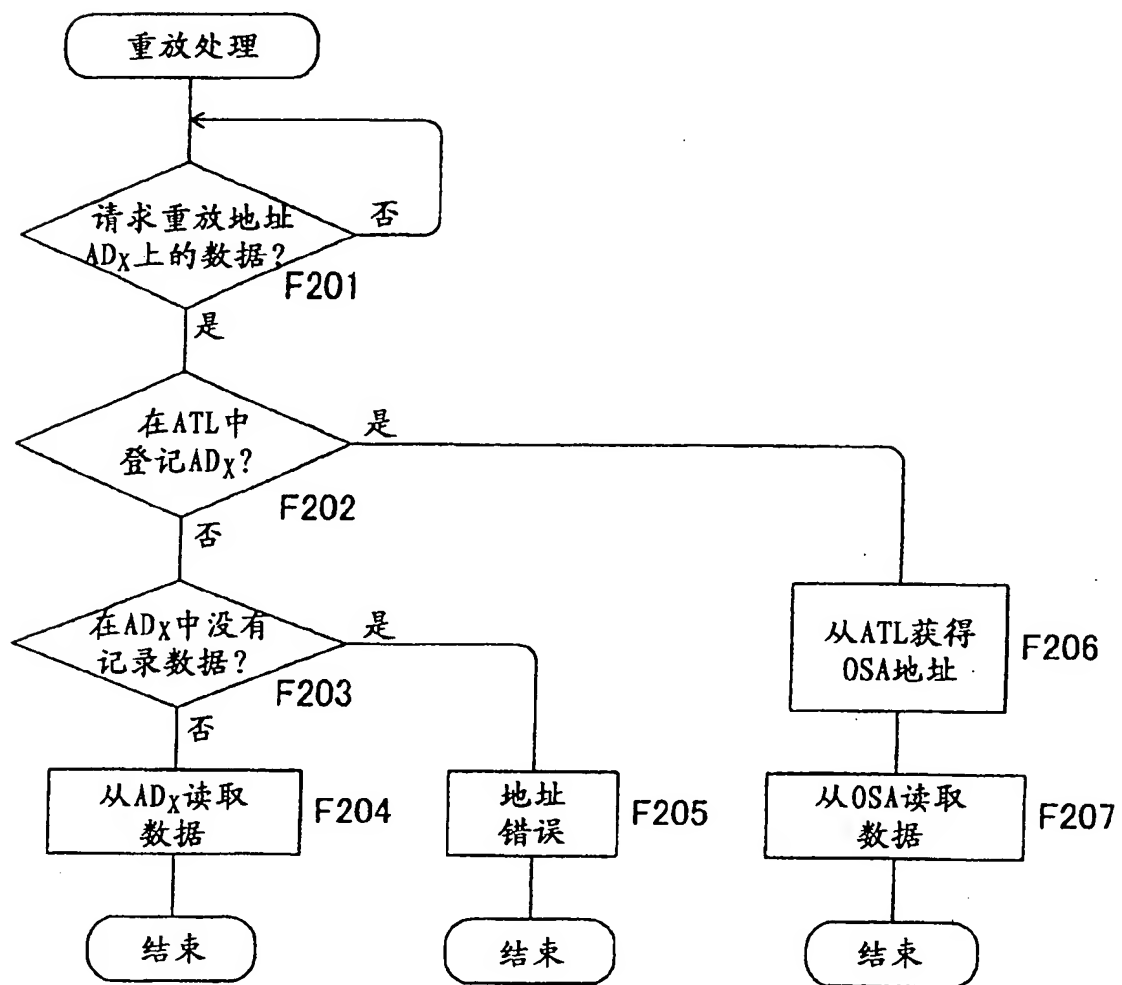 重放处理
请求重放地址
ADX上的数据?
否
F201
是
在ATL中
登记ADX?
是
F202
否
在ADX中没有
记录数据?
是
F203
否
从ATL获得
OSA地址
F206
从ADX读取
数据
F204
地址
错误
F205
从OSA读取
数据
F207
结束
结束
结束